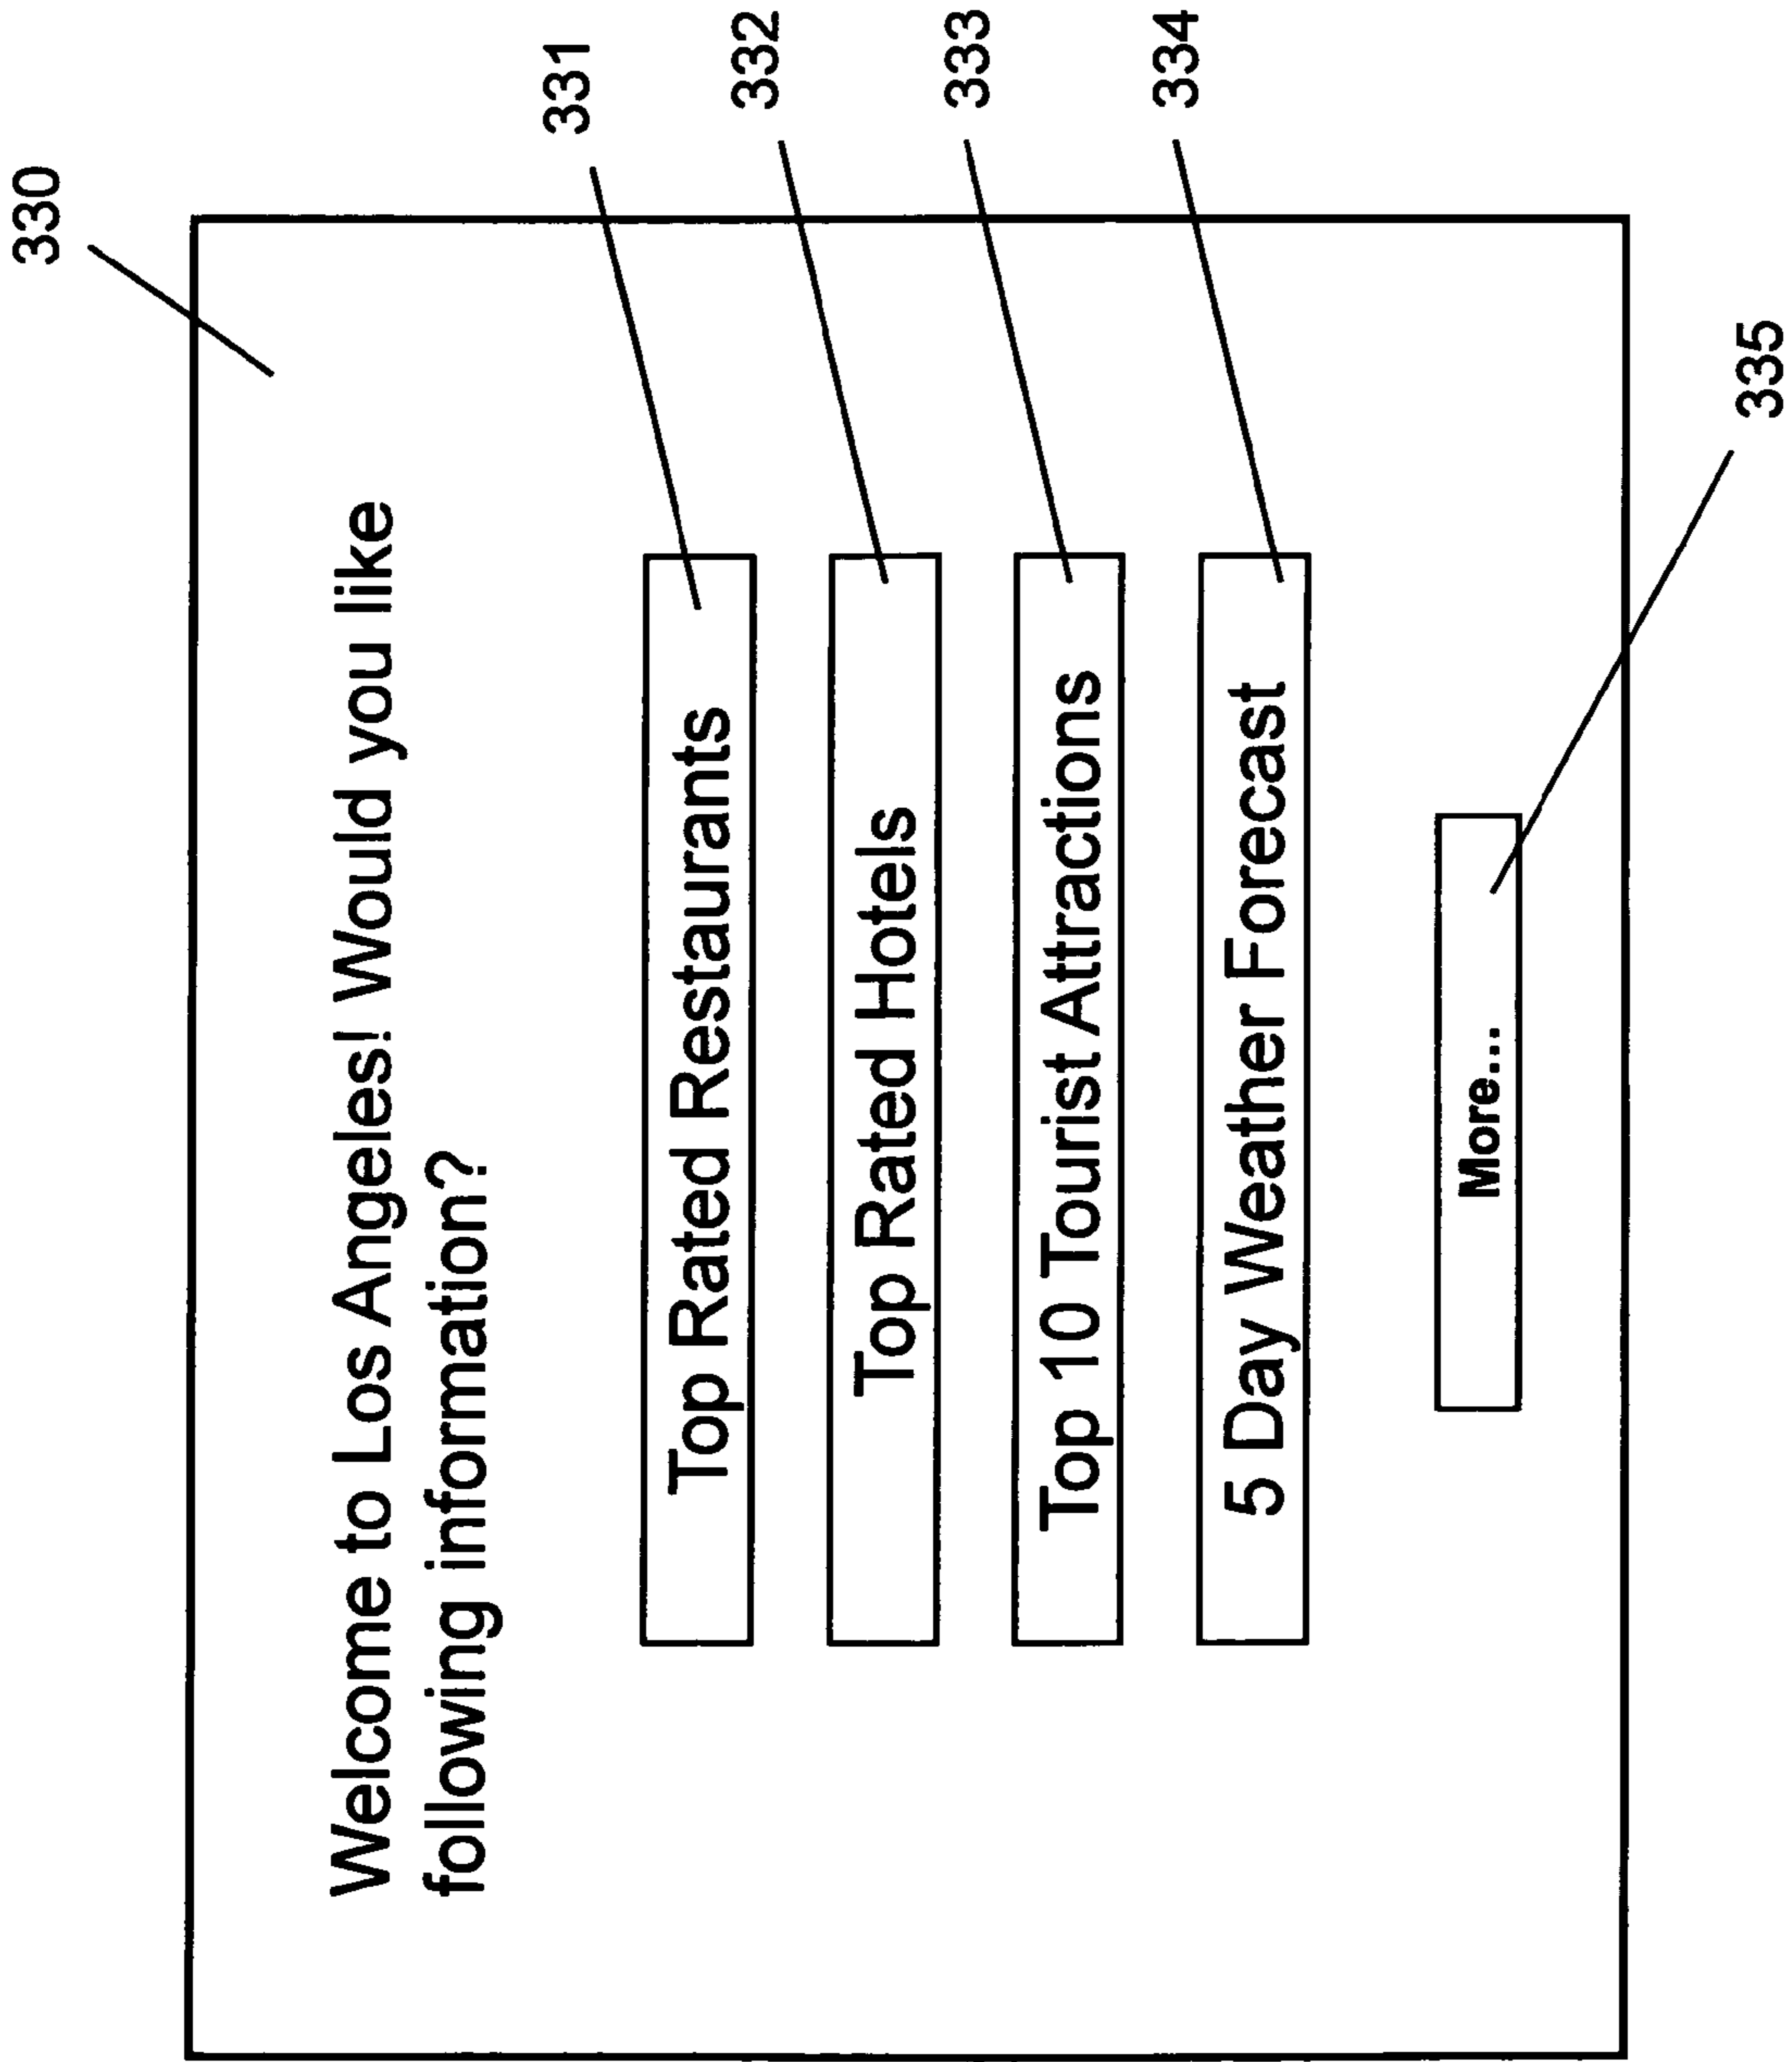 330
Welcome to Los Angeles! Would you like
following information?
331
Top Rated Restaurants
332
Top Rated Hotels
333
Top 10 Tourist Attractions
334
5 Day Weather Forecast
More...
335